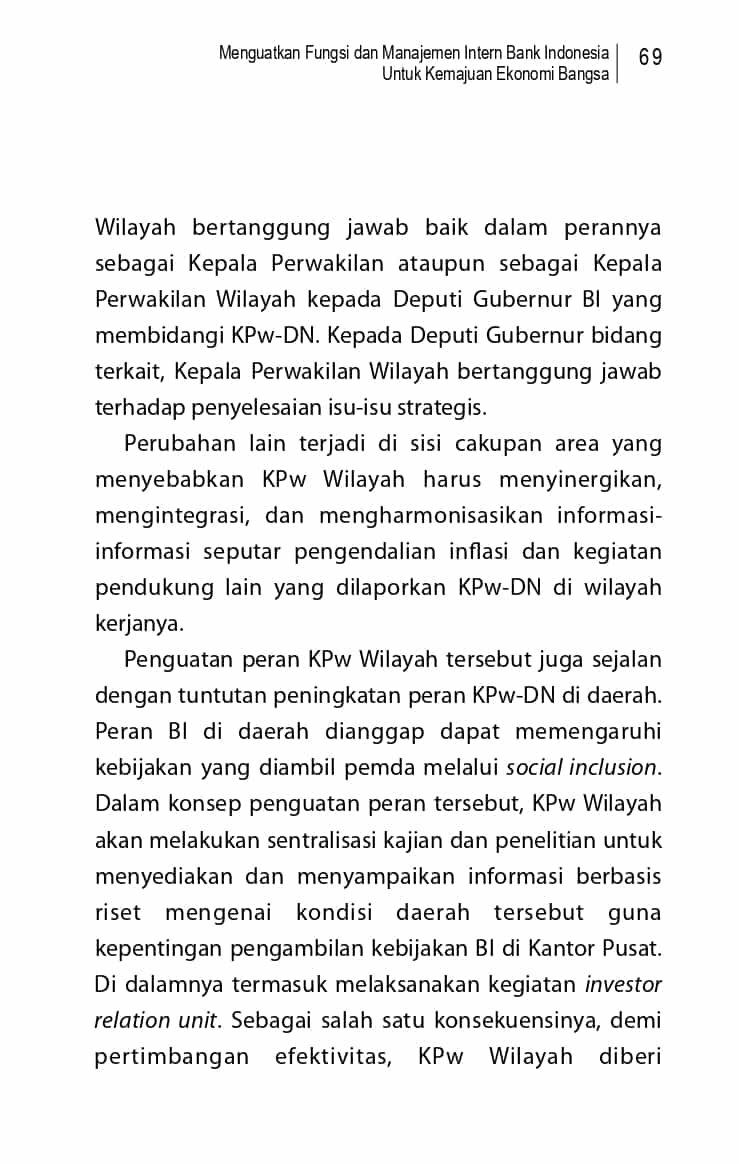 Menguatkan Fungsi dan Manajemen Intern Bank Indonesia
Untuk Kemajuan Ekonomi Bangsa
69
Wilayah bertanggung jawab baik dalam perannya
sebagai Kepala Perwakilan ataupun sebagai Kepala
Perwakilan Wilayah kepada Deputi Gubernur BI yang
membidangi KPw-DN. Kepada Deputi Gubernur bidang
terkait, Kepala Perwakilan Wilayah bertanggung jawab
terhadap penyelesaian isu-isu strategis.
Perubahan lain terjadi di sisi cakupan area yang
menyebabkan KPw Wilayah harus menyinergikan,
mengintegrasi, dan mengharmonisasikan informasi-
informasi seputar pengendalian inflasi dan kegiatan
pendukung lain yang dilaporkan KPw-DN di wilayah
kerjanya.
Penguatan peran KPw Wilayah tersebut juga sejalan
dengan tuntutan peningkatan peran KPw-DN di daerah.
Peran BI di daerah dianggap dapat memengaruhi
kebijakan yang diambil pemda melalui social inclusion.
Dalam konsep penguatan peran tersebut, KPw Wilayah
akan melakukan sentralisasi kajian dan penelitian untuk
menyediakan dan menyampaikan informasi berbasis
riset mengenai kondisi daerah tersebut guna
kepentingan pengambilan kebijakan BI di Kantor Pusat.
Di dalamnya termasuk melaksanakan kegiatan investor
relation unit. Sebagai salah satu konsekuensinya, demi
pertimbangan efektivitas, KPw Wilayah diberi